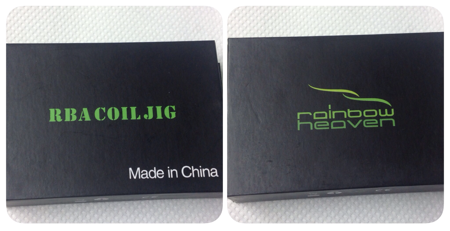 RBA COIL JIG
Made in China
rainbow
heaven